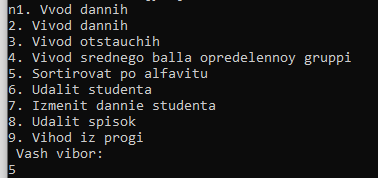 n1. Vvod dannih
2. Vivod dannih
3. Vivod otstauchih
4. Vivod srednego balla opredelennoy gruppi
5. Sortirovat po alfavitu
6. Udalit studenta
7. Izmenit dannie studenta
8. Udalit spisok
9. Vihod iz progi
Vash vibor:
5